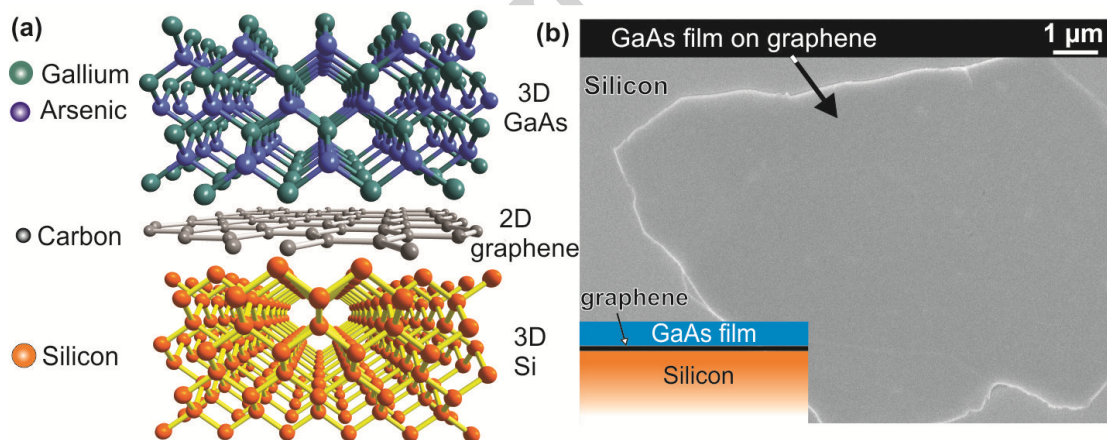 (a)
Gallium
Arsenic
3D
GaAs
Carbon
2D
graphene
Silicon
3D
Si
(b)
GaAs film on graphene
1 μm
Silicon
graphene
GaAs film
Silicon